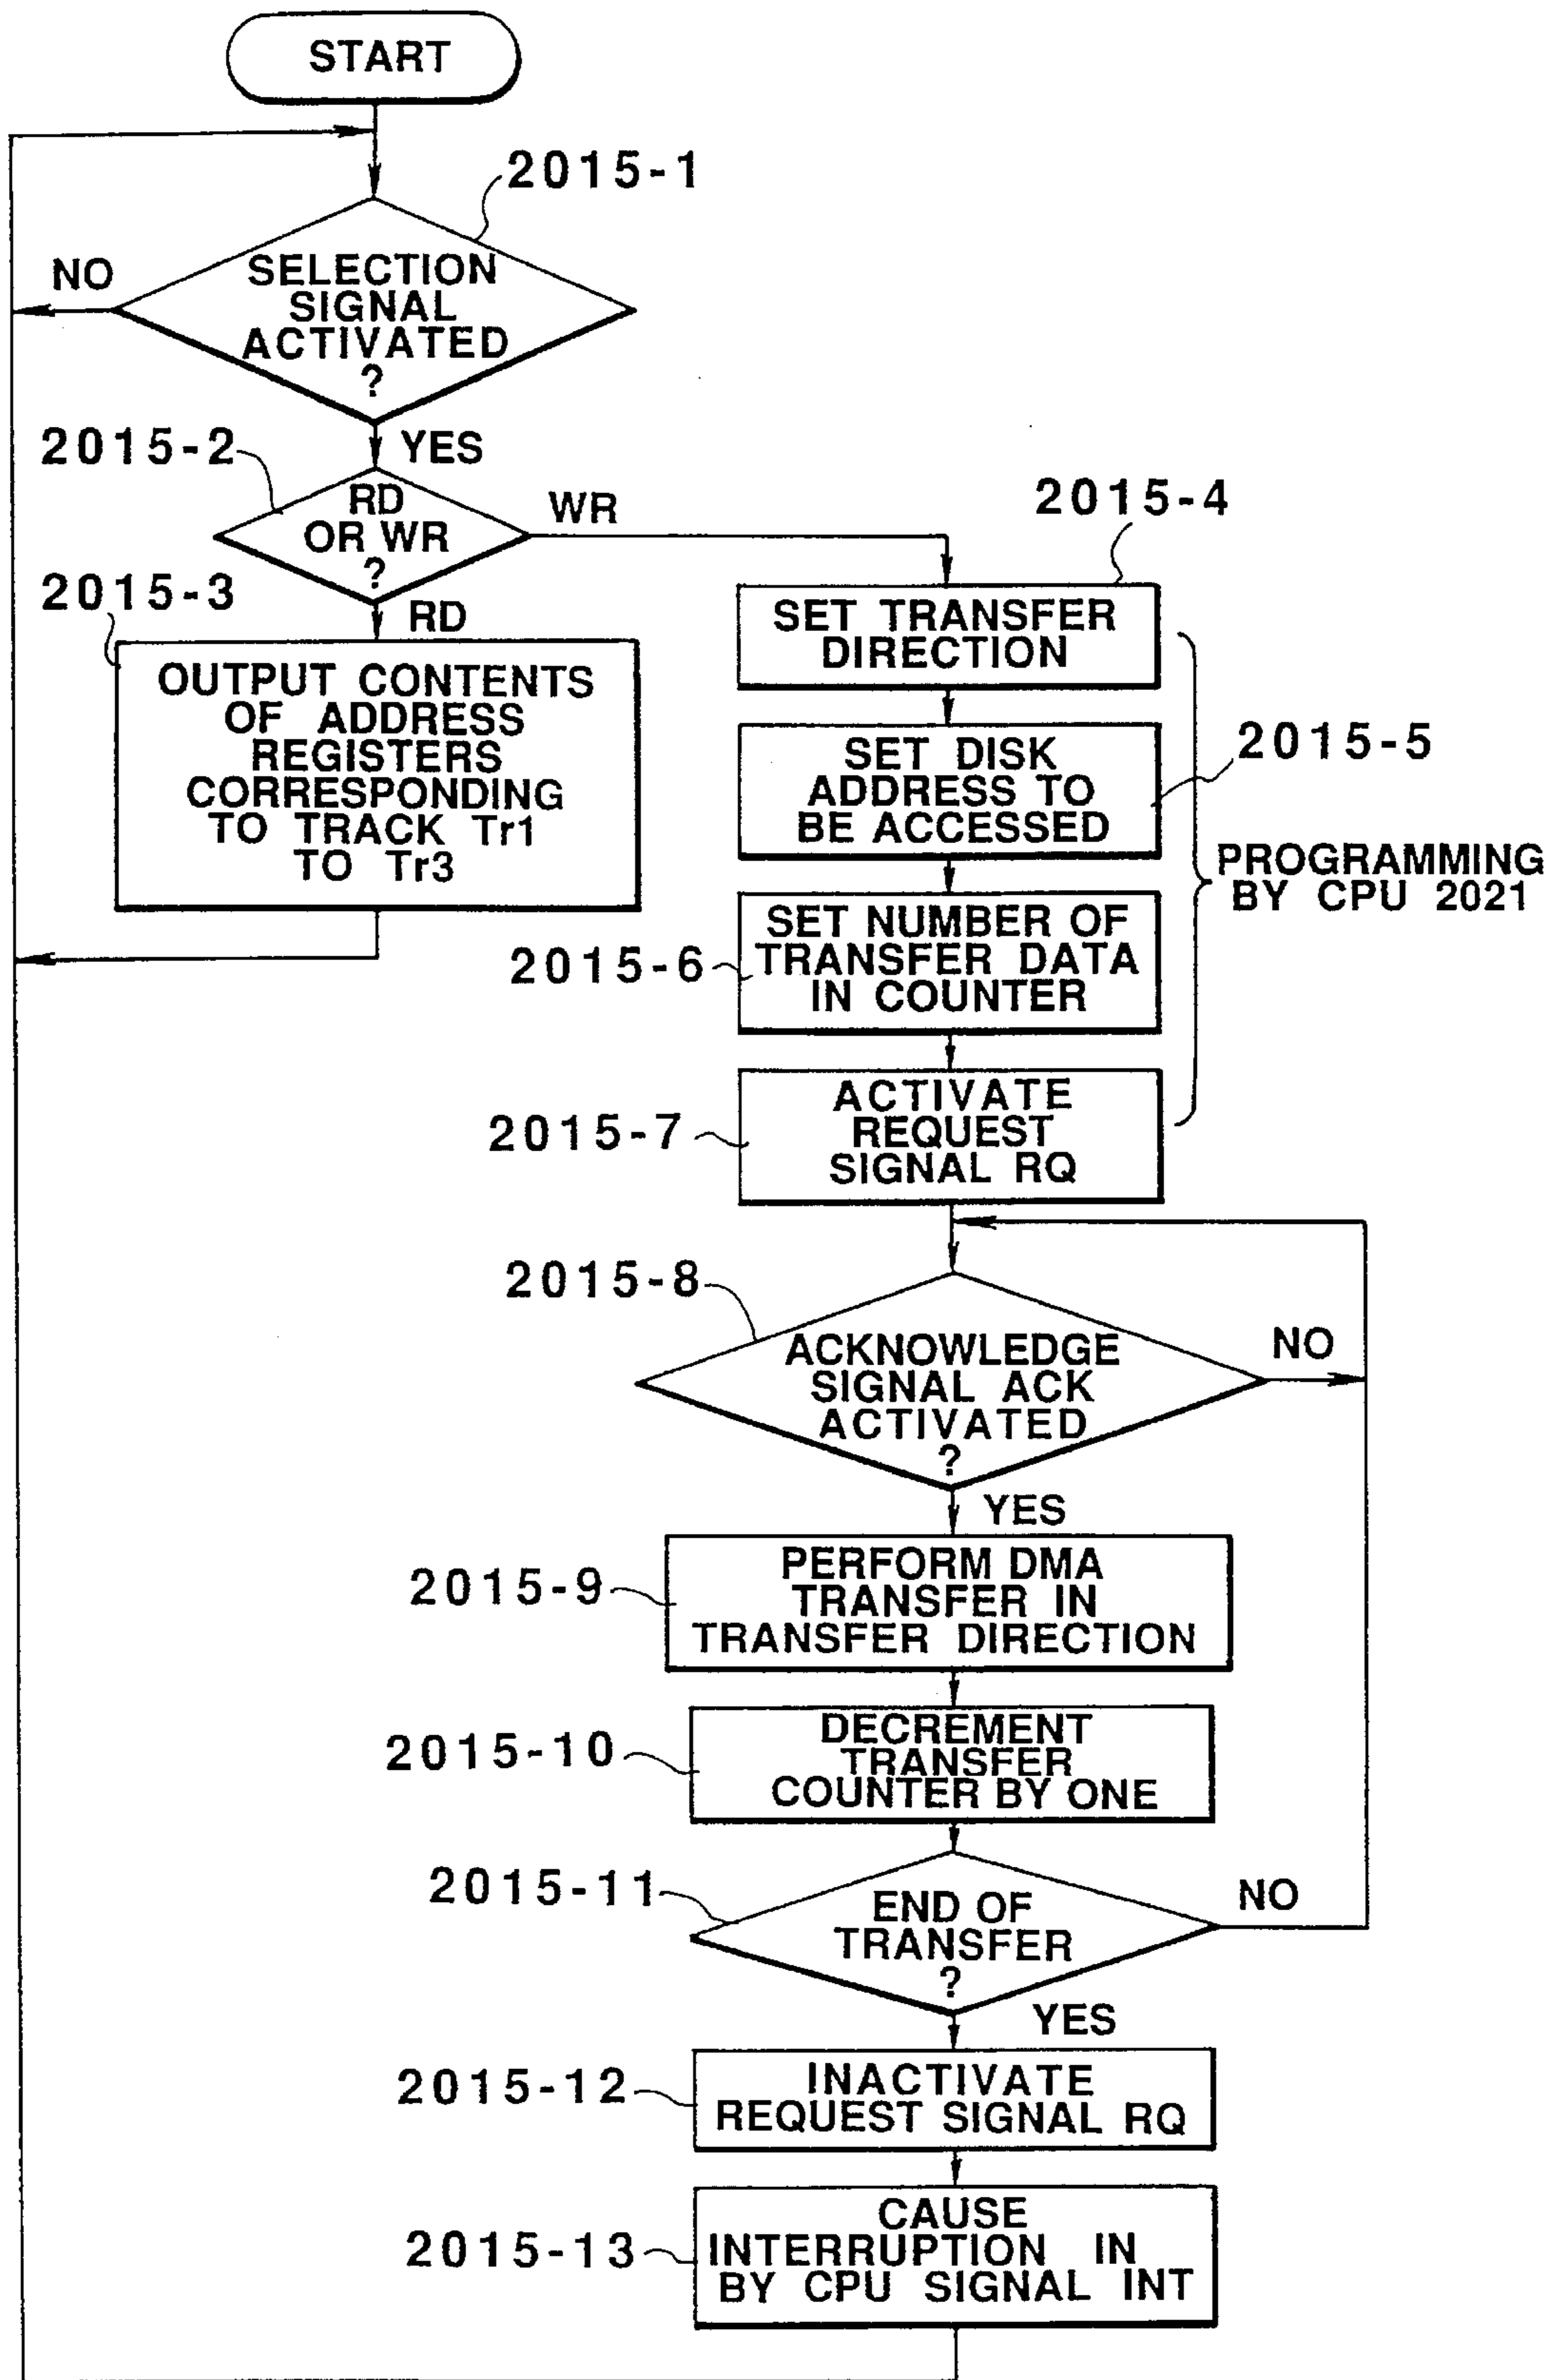 START
2015-1
NO
SELECTION
SIGNAL
ACTIVATED
?
YES
2015-2
RD
OR WR
?
WR
RD
2015-3
OUTPUT CONTENTS
OF ADDRESS
REGISTERS
CORRESPONDING
TO TRACK Tr1
TO Tr3
2015-4
SET TRANSFER
DIRECTION
2015-5
SET DISK
ADDRESS TO
BE ACCESSED
PROGRAMMING
BY CPU 2021
2015-6
SET NUMBER OF
TRANSFER DATA
IN COUNTER
2015-7
ACTIVATE
REQUEST
SIGNAL RQ
2015-8
ACKNOWLEDGE
SIGNAL ACK
ACTIVATED
?
NO
YES
2015-9
PERFORM DMA
TRANSFER IN
TRANSFER DIRECTION
2015-10
DECREMENT
TRANSFER
COUNTER BY ONE
2015-11
END OF
TRANSFER
?
NO
YES
2015-12
INACTIVATE
REQUEST SIGNAL RQ
2015-13
CAUSE
INTERRUPTION IN
BY CPU SIGNAL INT